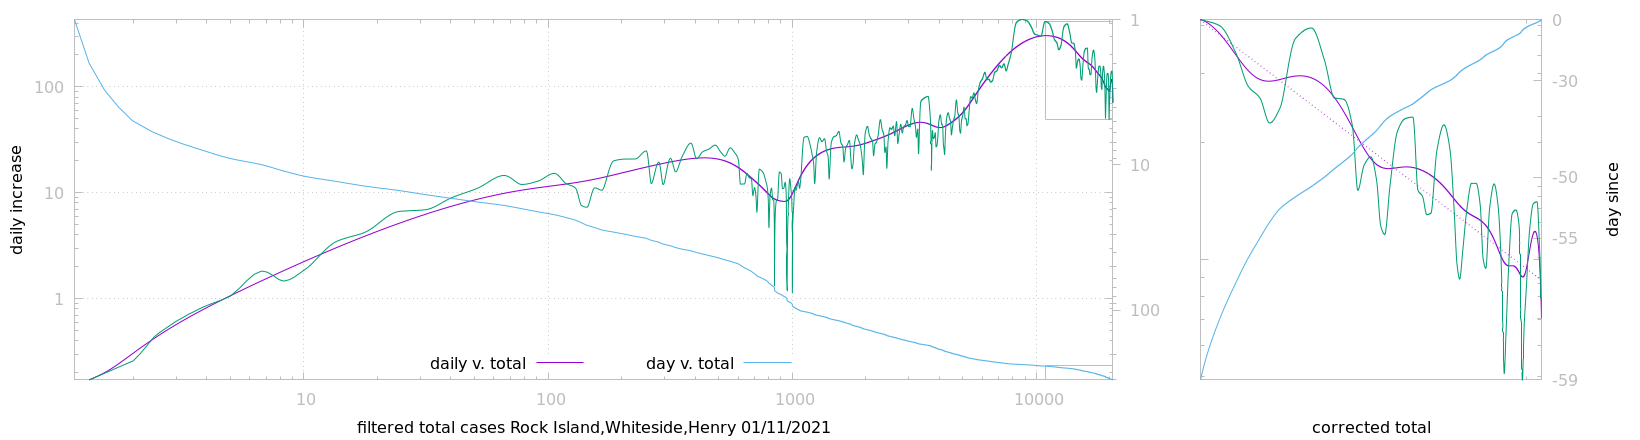 daily increase
100
10
1
daily v. total
day v. total
10
100
1000
10000
filtered total cases Rock Island,Whiteside,Henry 01/11/2021
1
10
100
0
-30
-50
-55
-59
day since
corrected total